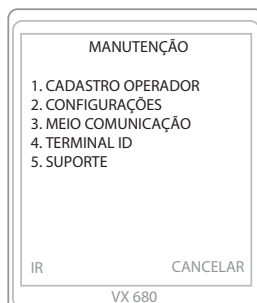 MANUTENÇÃO
1. CADASTRO OPERADOR
2. CONFIGURAÇÕES
3. MEIO COMUNICAÇÃO
4. TERMINAL ID
5. SUPORTE
IR CANCELAR
VX 680